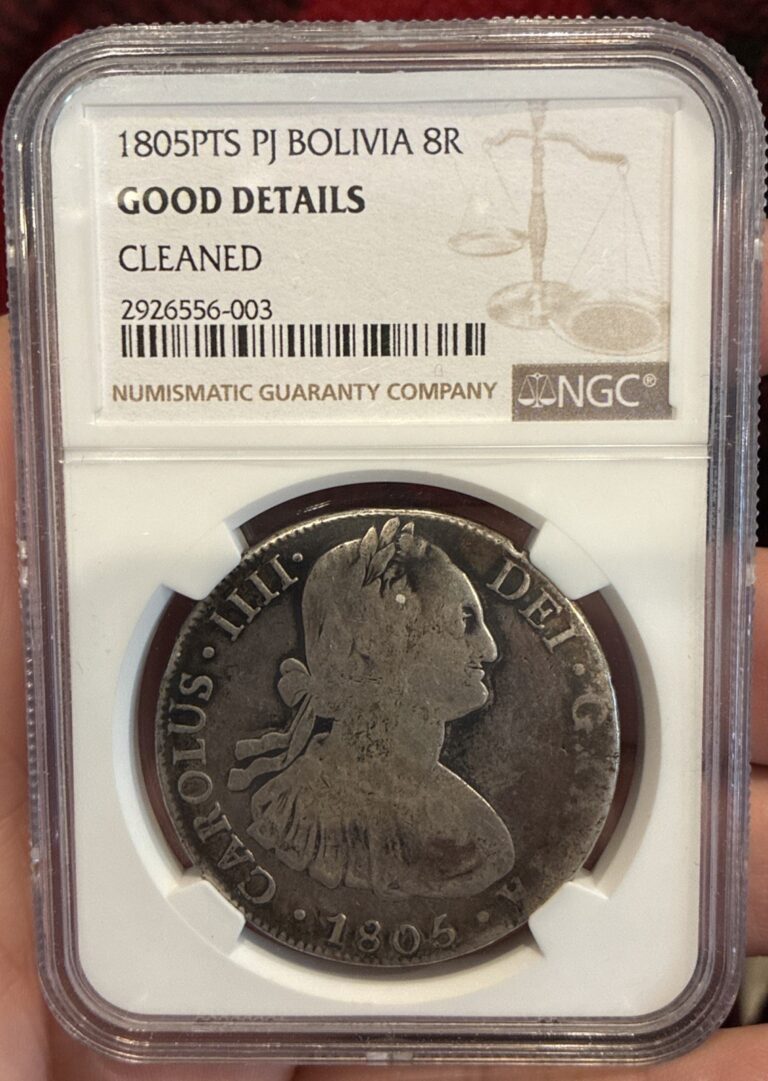 1805PTS PJ BOLIVIA 8R
GOOD DETAILS
CLEANED
2926556-003
NUMISMATIC GUARANTY COMPANY
NGC®
CAROLUS · IIII · DEI · G
· 1805 ·